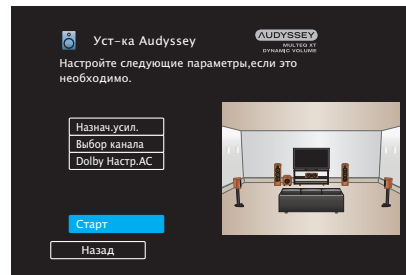 Уст-ка Audyssey
AUDYSSEY
MULTEQ XT
DYNAMIC VOLUME
Настройте следующие параметры,если это
необходимо.
Назнач.усил.
Выбор канала
Dolby Настр.АС
Старт
Назад